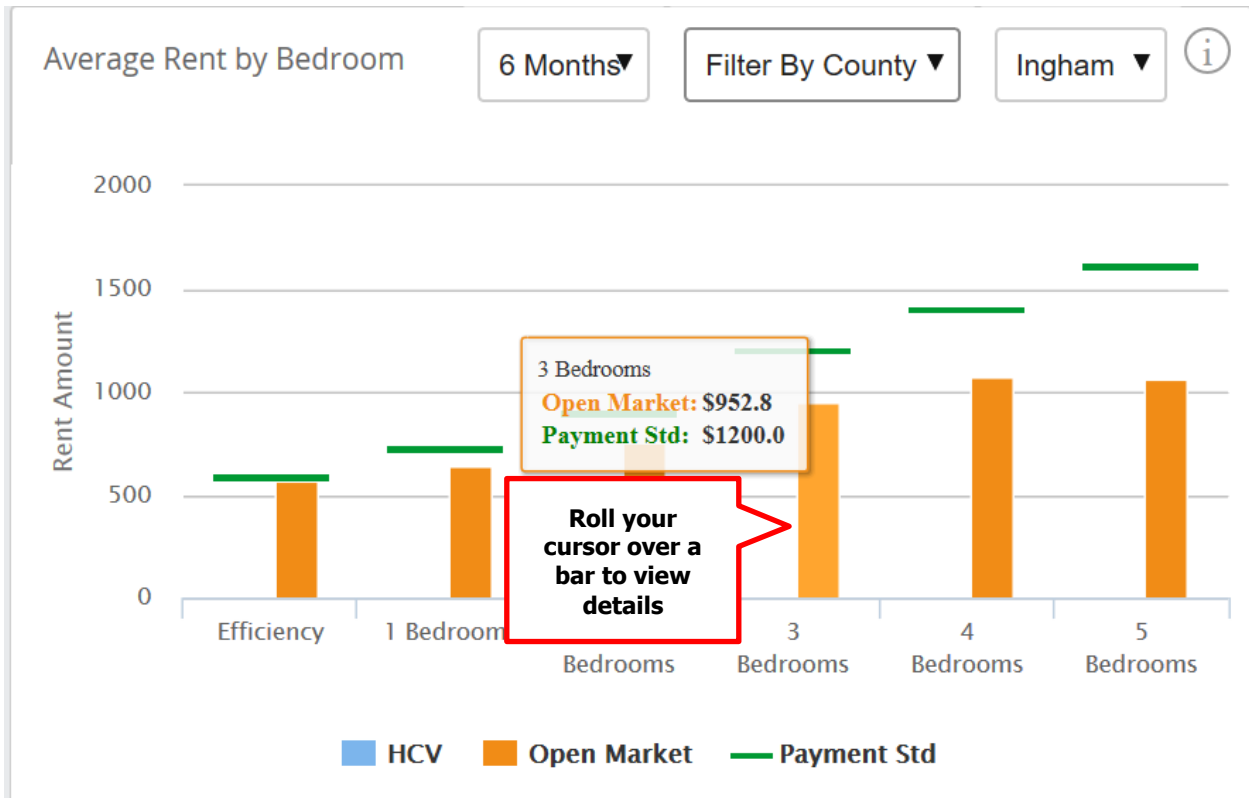 Average Rent by Bedroom
6 Months
Filter By County
Ingham
i
2000
1500
1000
500
0
Rent Amount
3 Bedrooms
Open Market: $952.8
Payment Std: $1200.0
Roll your
cursor over a
bar to view
details
Efficiency
1 Bedroom
Bedrooms
3
Bedrooms
4
Bedrooms
5
Bedrooms
HCV
Open Market
Payment Std